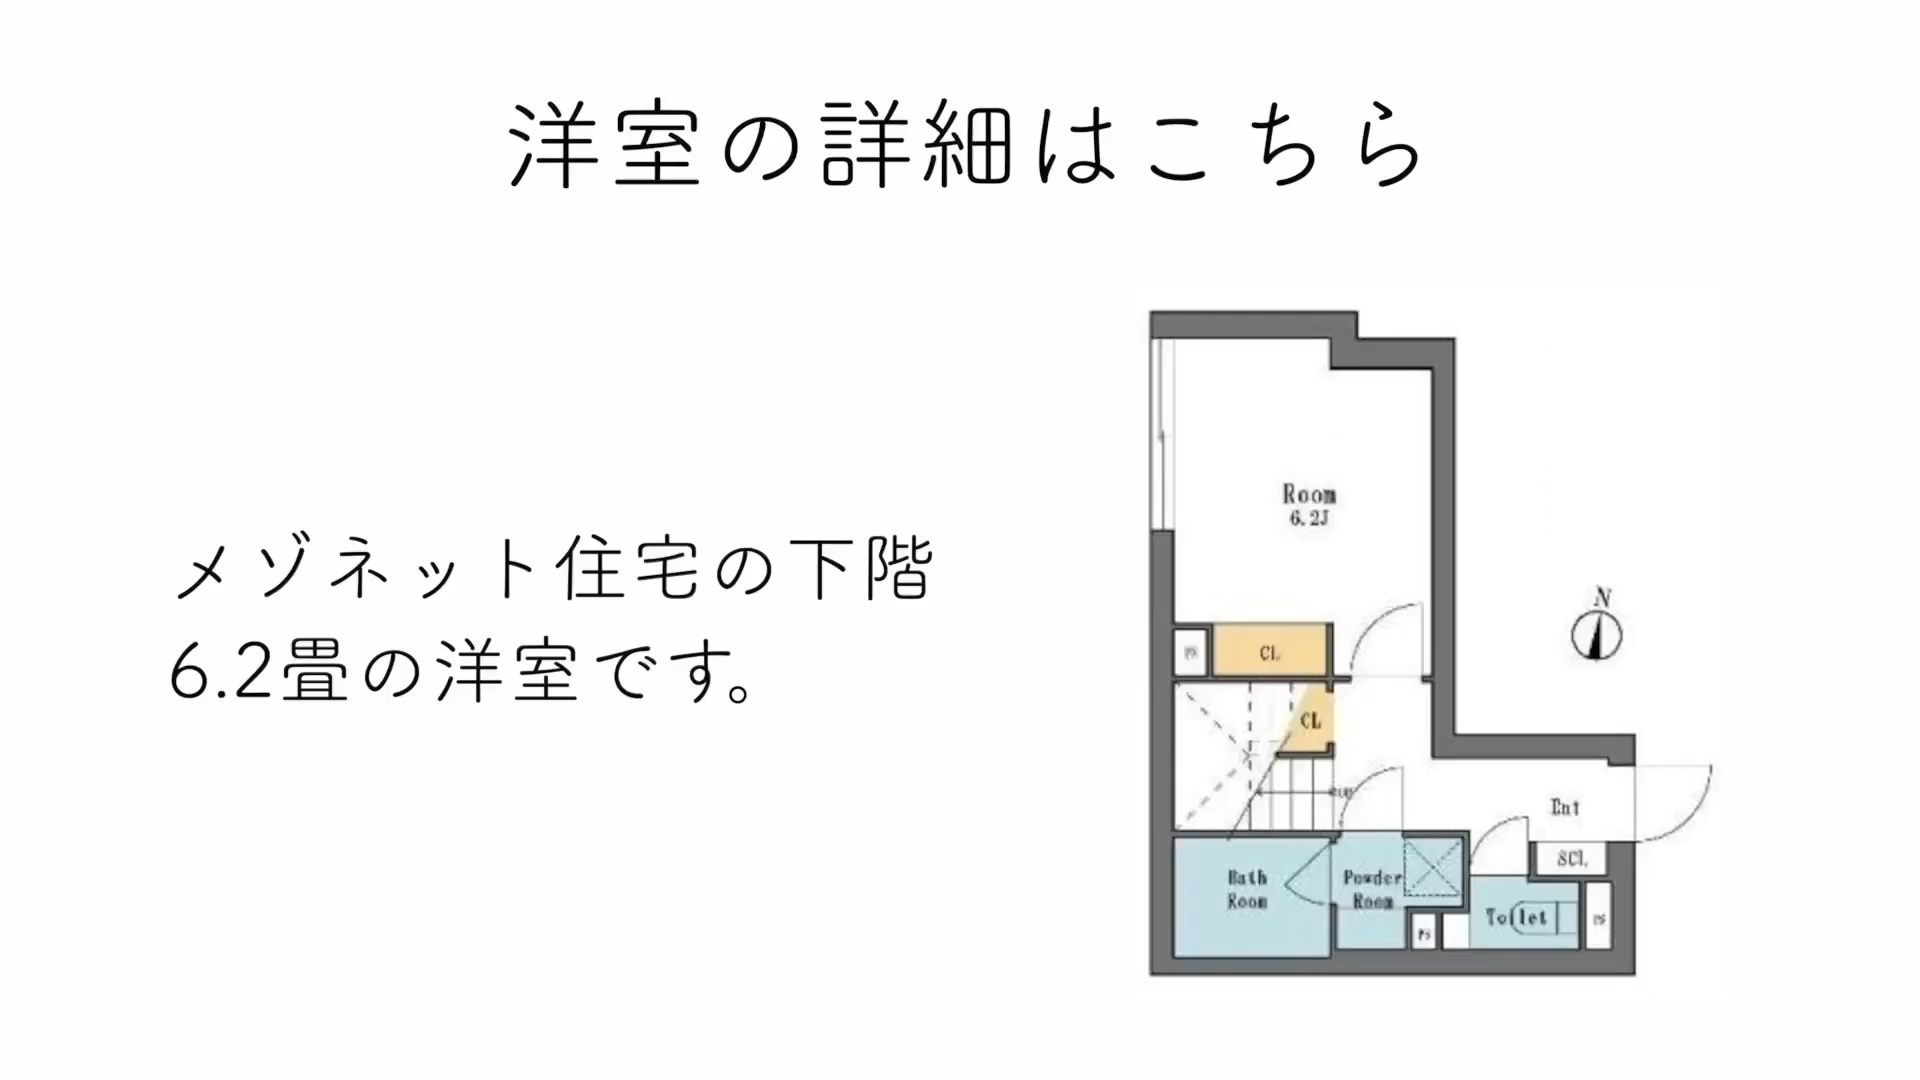 洋室の詳細はこちら
メゾネット住宅の下階
6.2畳の洋室です。
Room
6.2J
N
PS
CL
CL
UP
Ent
SCL
Bath
Room
Powder
Room
Toilet
PS
PS